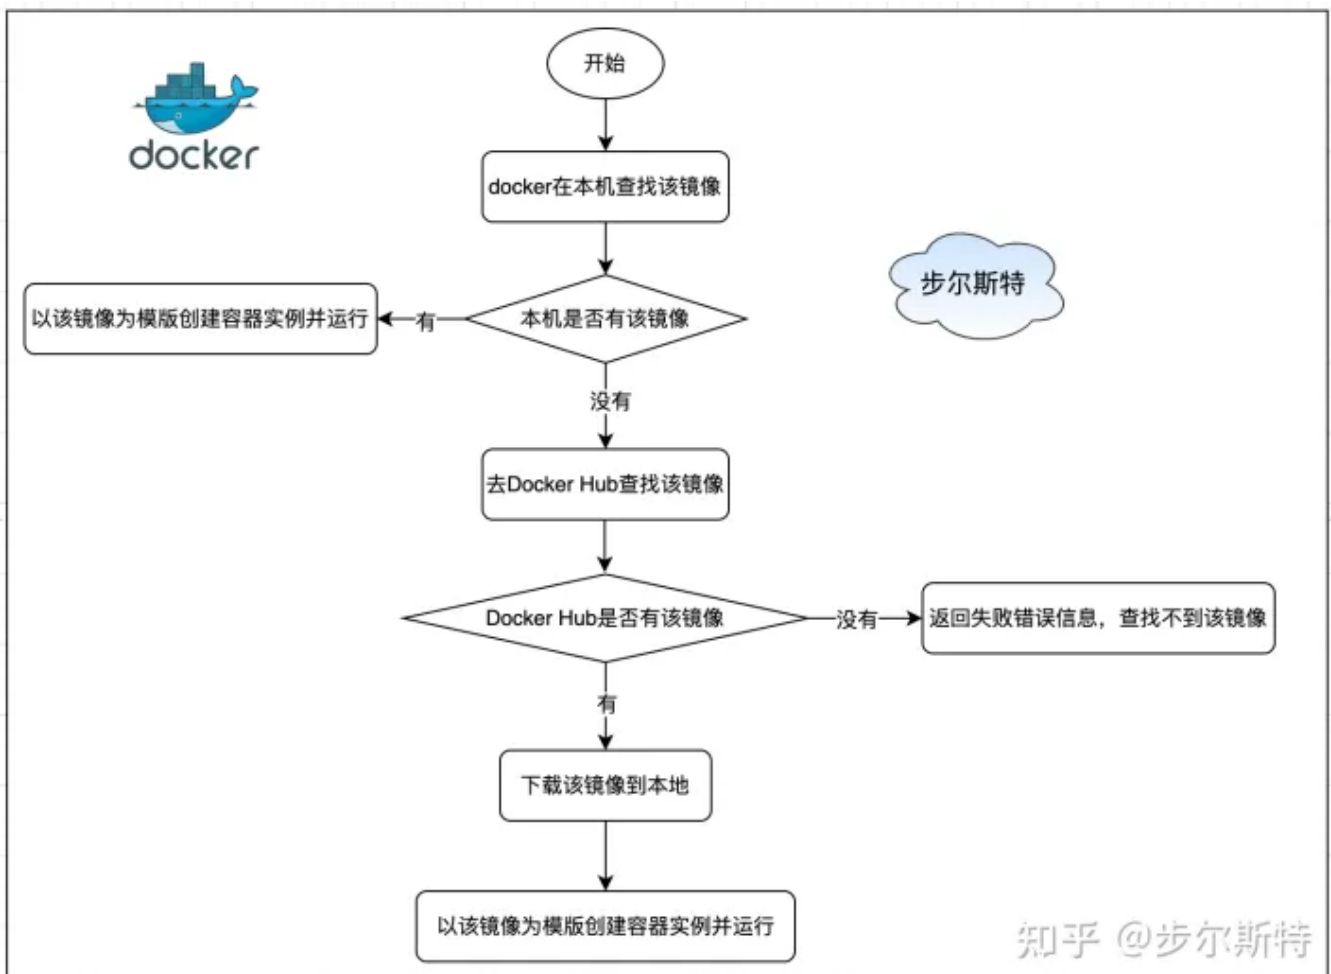 开始
docker
docker在本机查找该镜像
步尔斯特
以该镜像为模版创建容器实例并运行
有
本机是否有该镜像
没有
去Docker Hub查找该镜像
Docker Hub是否有该镜像
没有
返回失败错误信息，查找不到该镜像
有
下载该镜像到本地
以该镜像为模版创建容器实例并运行
知乎 @步尔斯特